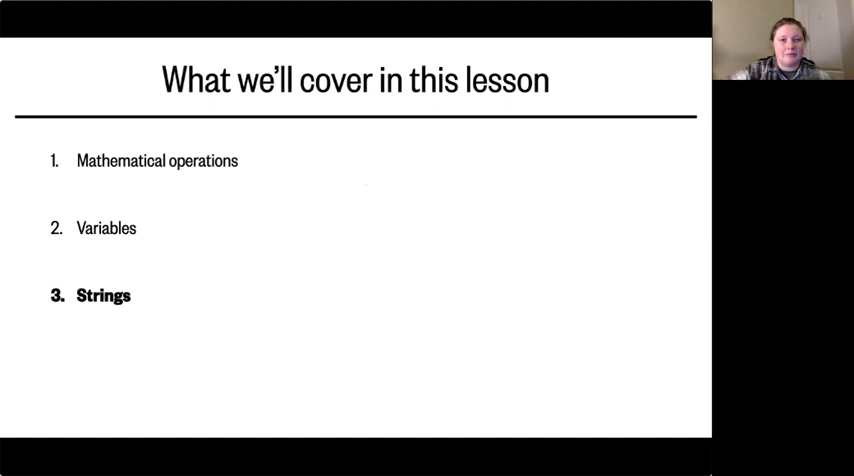 What we'll cover in this lesson
1. Mathematical operations
2. Variables
3. Strings